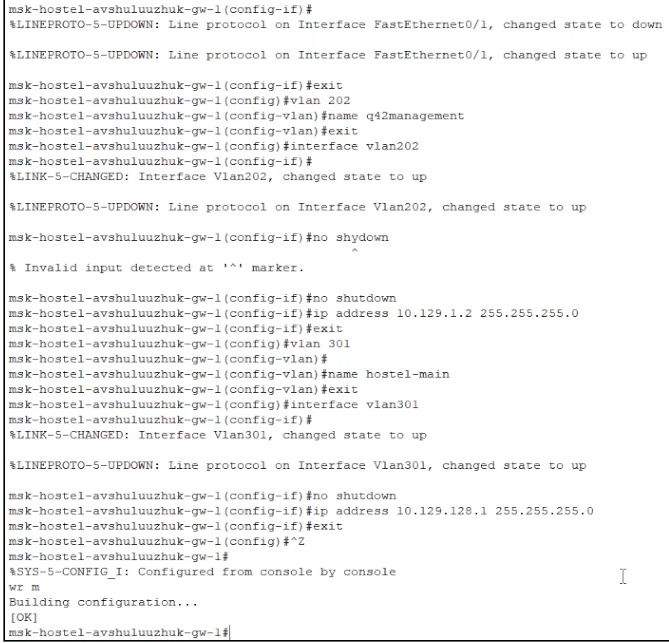 msk-hostel-avshuluuzhuk-gw-1(config-if)#
%LINEPROTO-5-UPDOWN: Line protocol on Interface FastEthernet0/1, changed state to down
%LINEPROTO-5-UPDOWN: Line protocol on Interface FastEthernet0/1, changed state to up
msk-hostel-avshuluuzhuk-gw-1(config-if)#exit
msk-hostel-avshuluuzhuk-gw-1(config)#vlan 202
msk-hostel-avshuluuzhuk-gw-1(config-vlan)#name q42management
msk-hostel-avshuluuzhuk-gw-1(config-vlan)#exit
msk-hostel-avshuluuzhuk-gw-1(config)#interface vlan202
msk-hostel-avshuluuzhuk-gw-1(config-if)#
%LINK-5-CHANGED: Interface Vlan202, changed state to up
%LINEPROTO-5-UPDOWN: Line protocol on Interface Vlan202, changed state to up
msk-hostel-avshuluuzhuk-gw-1(config-if)#no shydown
^
% Invalid input detected at '^' marker.
msk-hostel-avshuluuzhuk-gw-1(config-if)#no shutdown
msk-hostel-avshuluuzhuk-gw-1(config-if)#ip address 10.129.1.2 255.255.255.0
msk-hostel-avshuluuzhuk-gw-1(config-if)#exit
msk-hostel-avshuluuzhuk-gw-1(config)#vlan 301
msk-hostel-avshuluuzhuk-gw-1(config-vlan)#
msk-hostel-avshuluuzhuk-gw-1(config-vlan)#name hostel-main
msk-hostel-avshuluuzhuk-gw-1(config-vlan)#exit
msk-hostel-avshuluuzhuk-gw-1(config)#interface vlan301
msk-hostel-avshuluuzhuk-gw-1(config-if)#
%LINK-5-CHANGED: Interface Vlan301, changed state to up
%LINEPROTO-5-UPDOWN: Line protocol on Interface Vlan301, changed state to up
msk-hostel-avshuluuzhuk-gw-1(config-if)#no shutdown
msk-hostel-avshuluuzhuk-gw-1(config-if)#ip address 10.129.128.1 255.255.255.0
msk-hostel-avshuluuzhuk-gw-1(config-if)#exit
msk-hostel-avshuluuzhuk-gw-1(config)#^Z
msk-hostel-avshuluuzhuk-gw-1#
%SYS-5-CONFIG_I: Configured from console by console
wr m
Building configuration...
[OK]
msk-hostel-avshuluuzhuk-gw-1#